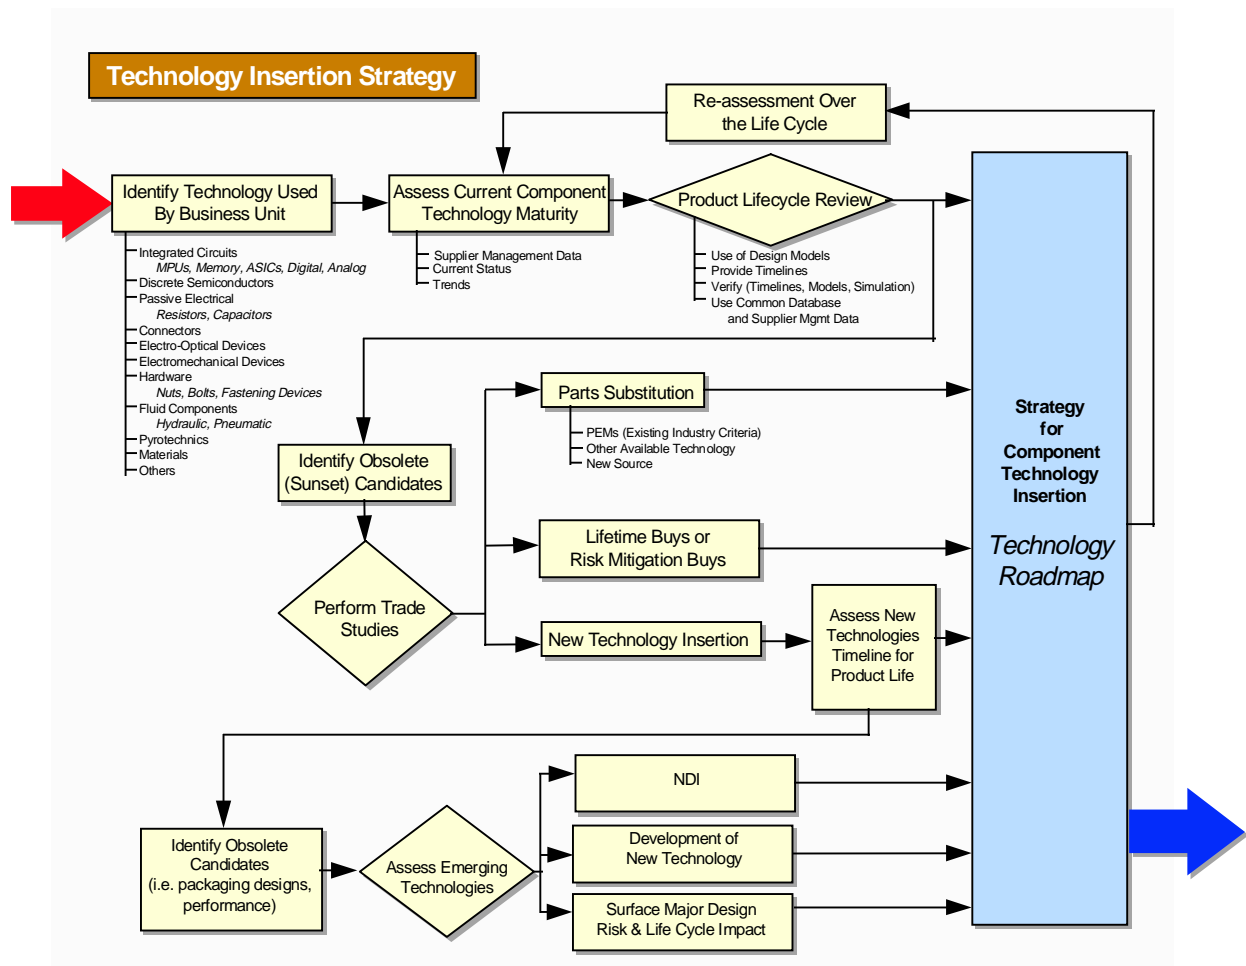 Technology Insertion Strategy
Re-assessment Over
the Life Cycle
Identify Technology Used
By Business Unit
Assess Current Component
Technology Maturity
Product Lifecycle Review
Integrated Circuits
MPUs, Memory, ASICs, Digital, Analog
Discrete Semiconductors
Passive Electrical
Resistors, Capacitors
Connectors
Electro-Optical Devices
Electromechanical Devices
Hardware
Nuts, Bolts, Fastening Devices
Fluid Components
Hydraulic, Pneumatic
Pyrotechnics
Materials
Others
Supplier Management Data
Current Status
Trends
Use of Design Models
Provide Timelines
Verify (Timelines, Models, Simulation)
Use Common Database
and Supplier Mgmt Data
Identify Obsolete
(Sunset) Candidates
Perform Trade
Studies
Parts Substitution
PEMs (Existing Industry Criteria)
Other Available Technology
New Source
Lifetime Buys or
Risk Mitigation Buys
New Technology Insertion
Assess New
Technologies
Timeline for
Product Life
Strategy
for
Component
Technology
Insertion
Technology
Roadmap
Identify Obsolete
Candidates
(i.e. packaging designs,
performance)
Assess Emerging
Technologies
NDI
Development of
New Technology
Surface Major Design
Risk & Life Cycle Impact